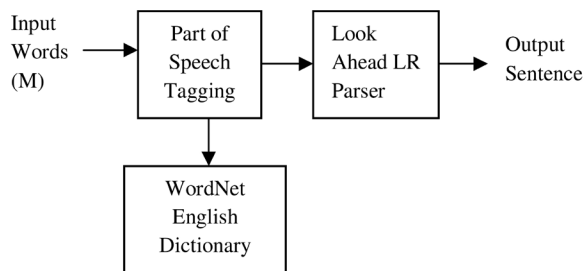 Input
Words
(M)
Part of
Speech
Tagging
Look
Ahead LR
Parser
Output
Sentence
WordNet
English
Dictionary